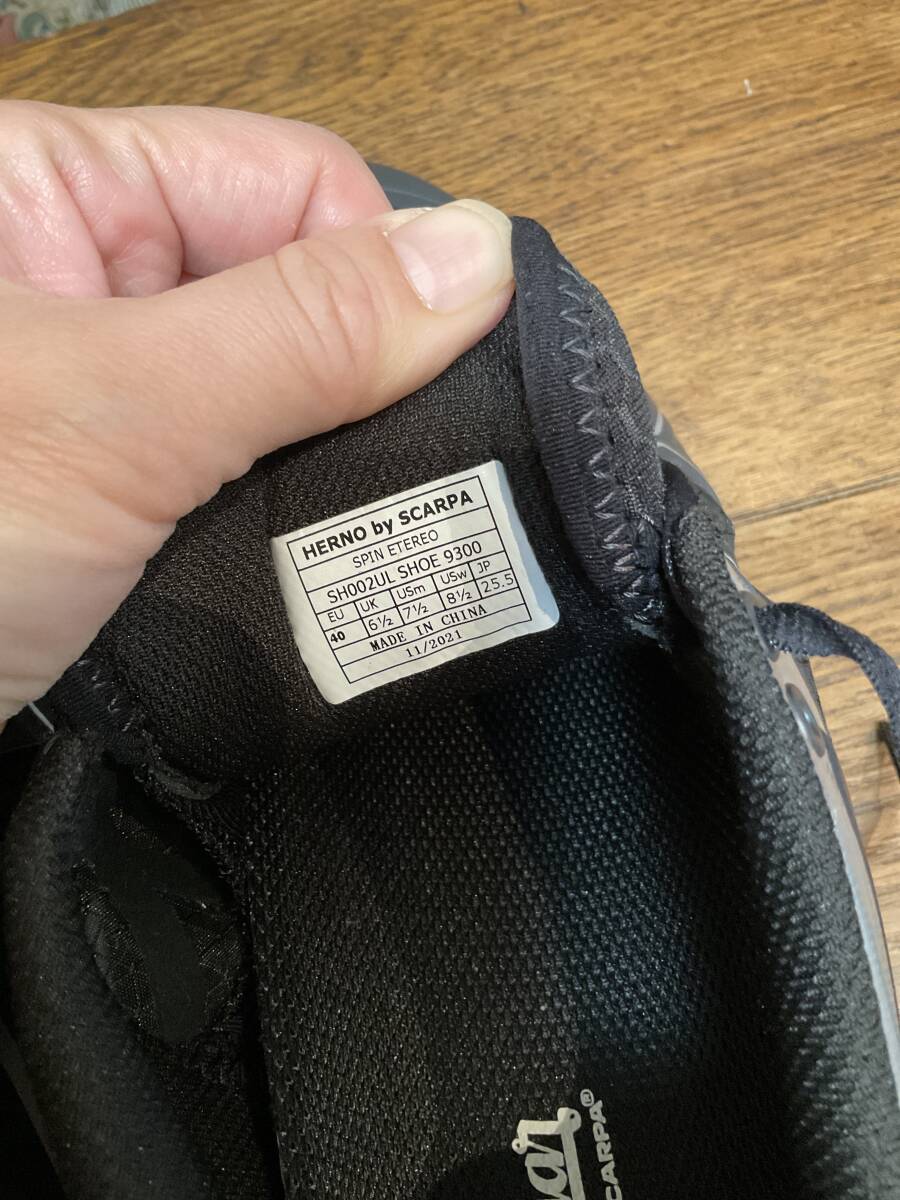 HERNO by SCARPA
SPIN ETEREO
SH002UL SHOE 9300
EU UK USm USw JP
40 6½ 7½ 8½ 25.5
MADE IN CHINA
11/2021